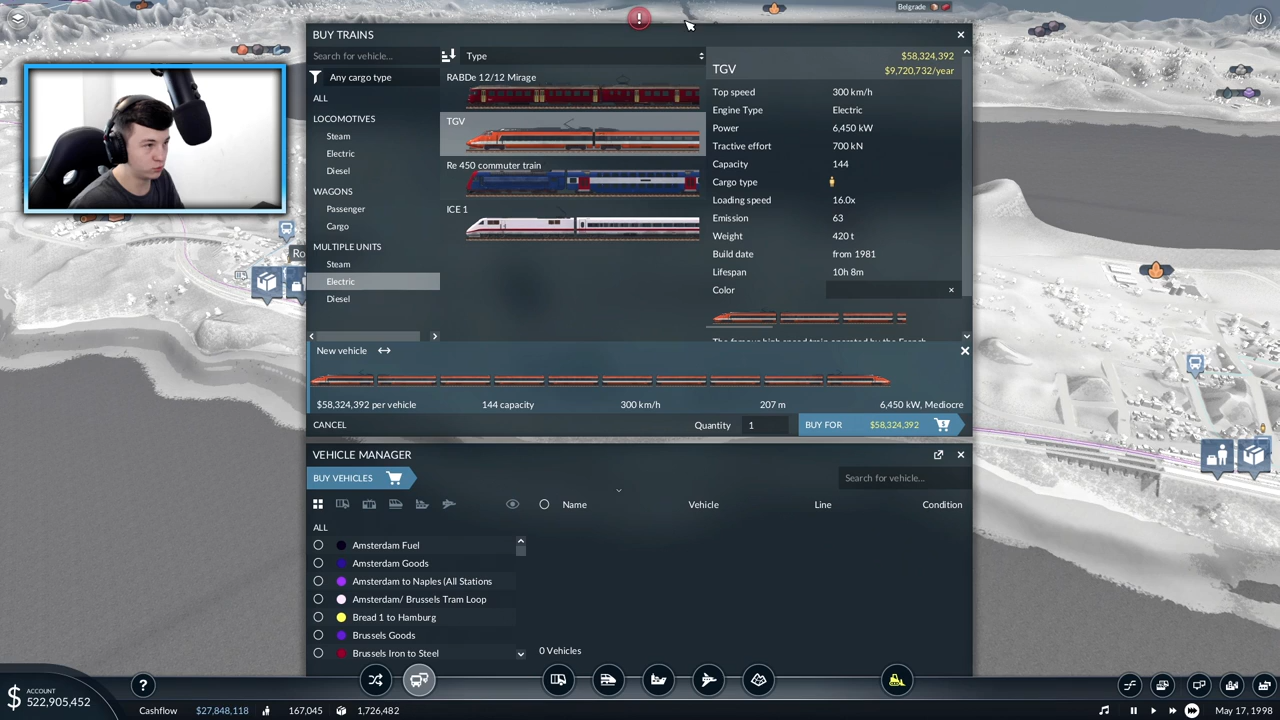 Belgrade
BUY TRAINS
Search for vehicle...
Type
Any cargo type
ALL
LOCOMOTIVES
Steam
Electric
Diesel
WAGONS
Passenger
Cargo
MULTIPLE UNITS
Steam
Electric
Diesel
RABDe 12/12 Mirage
TGV
Re 450 commuter train
ICE 1
$58,324,392
TGV
$9,720,732/year
Top speed 300 km/h
Engine Type Electric
Power 6,450 kW
Tractive effort 700 kN
Capacity 144
Cargo type
Loading speed 16.0x
Emission 63
Weight 420 t
Build date from 1981
Lifespan 10h 8m
Color
Ro
New vehicle
$58,324,392 per vehicle 144 capacity 300 km/h 207 m 6,450 kW, Mediocre
CANCEL Quantity 1 BUY FOR $58,324,392
VEHICLE MANAGER
BUY VEHICLES
Search for vehicle...
Name Vehicle Line Condition
ALL
Amsterdam Fuel
Amsterdam Goods
Amsterdam to Naples (All Stations
Amsterdam/ Brussels Tram Loop
Bread 1 to Hamburg
Brussels Goods
Brussels Iron to Steel
0 Vehicles
ACCOUNT
$ 522,905,452
?
Cashflow $27,848,118 167,045 1,726,482
May 17, 1998